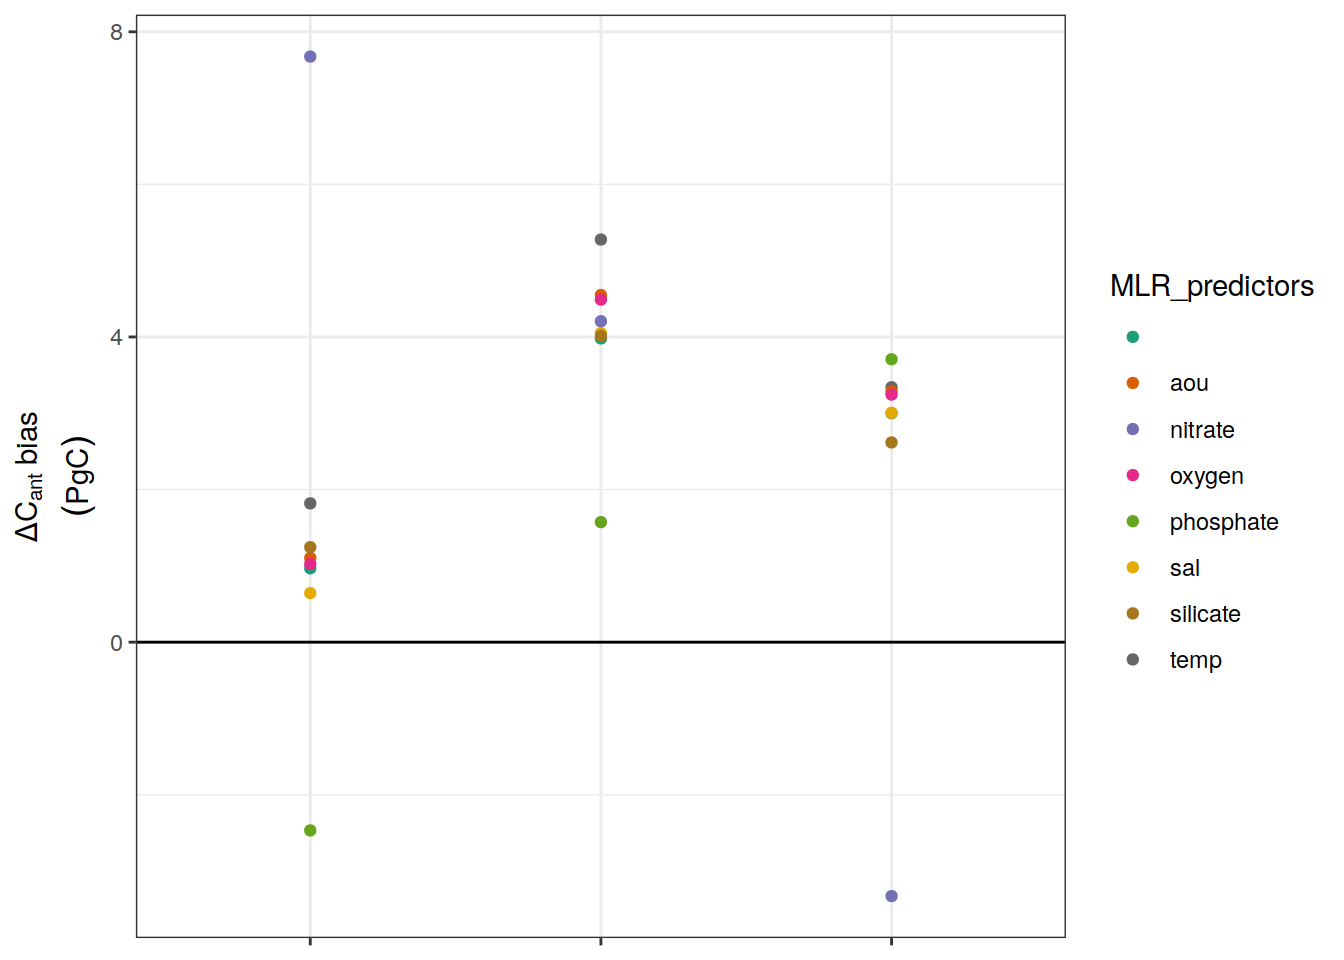 8
4
0
ΔCant bias
(PgC)
MLR_predictors
aou
nitrate
oxygen
phosphate
sal
silicate
temp